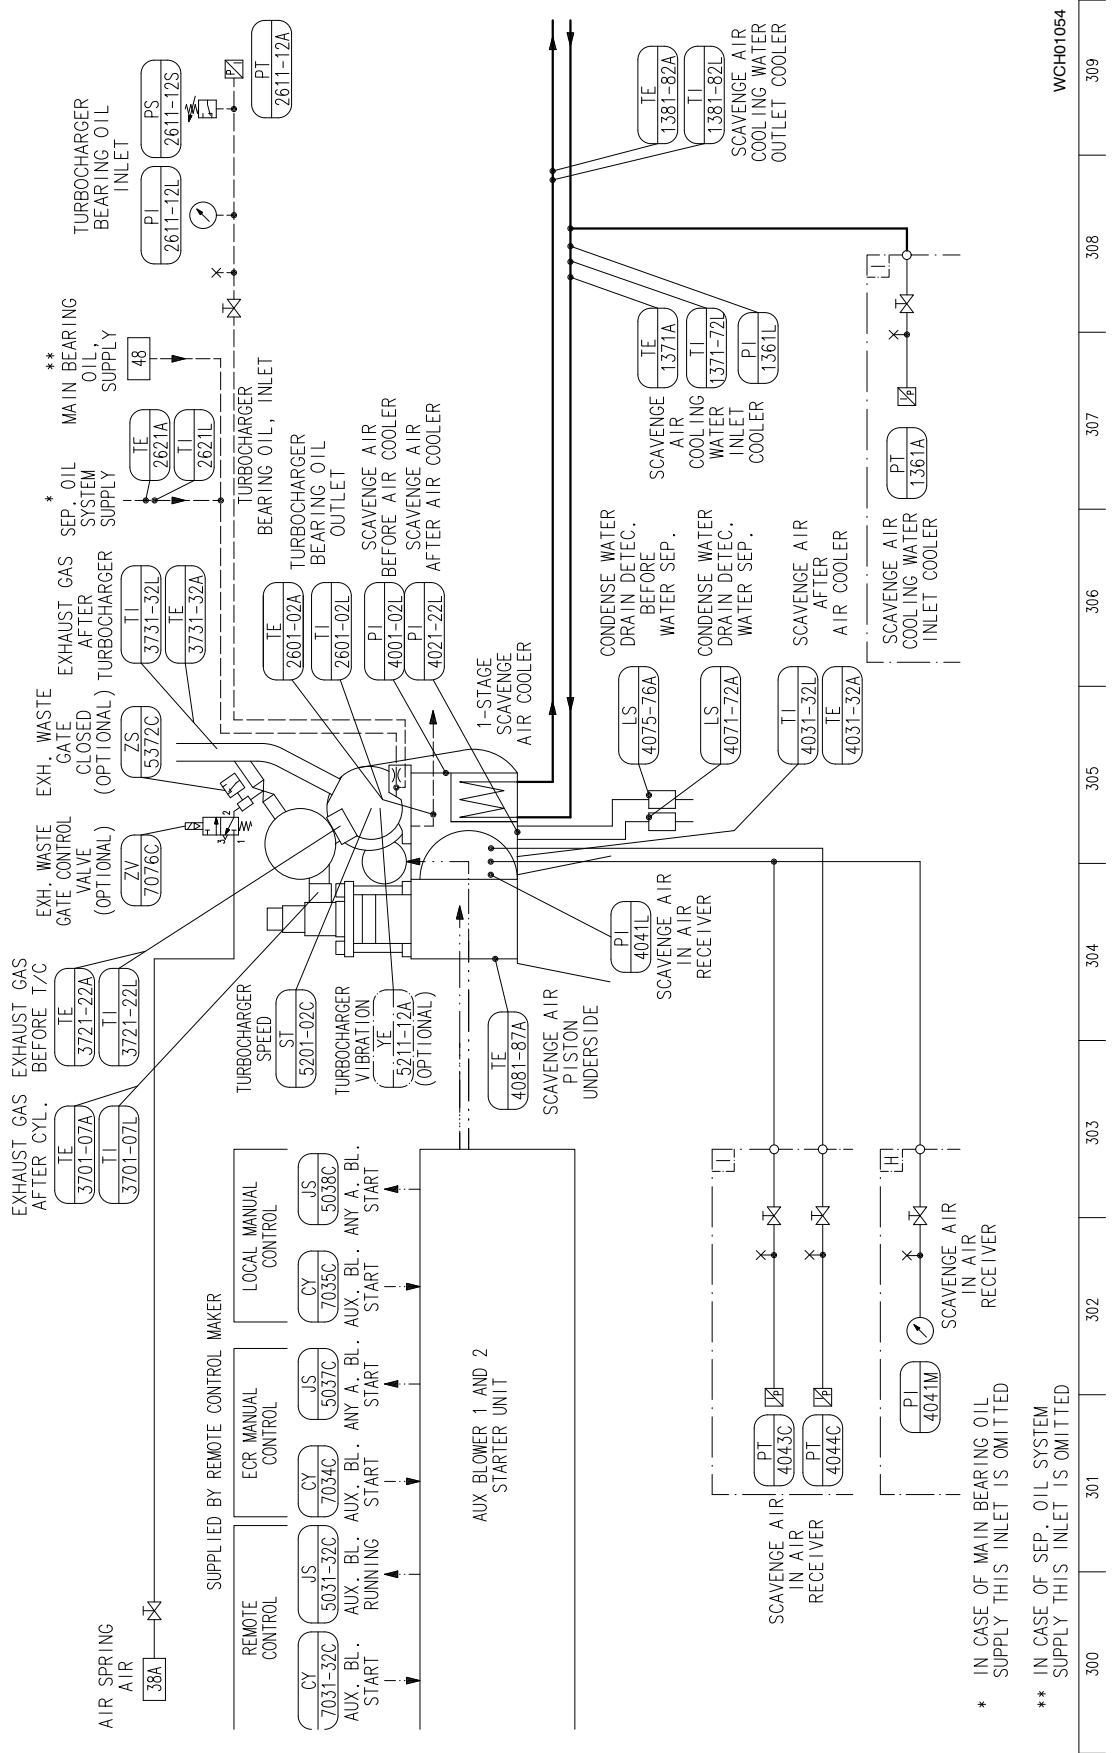 AIR SPRING
AIR
38A
EXHAUST GAS
AFTER CYL.
TE
3701-07A
TI
3701-07L
EXHAUST GAS
BEFORE T/C
TE
3721-22A
TI
3721-22L
EXH. WASTE
GATE CONTROL
VALVE
(OPTIONAL)
ZV
7076C
3
2
1
EXH. WASTE
GATE
CLOSED
(OPTIONAL)
ZS
5372C
EXHAUST GAS
AFTER
TURBOCHARGER
TI
3731-32L
TE
3731-32A
*
SEP. OIL
SYSTEM
SUPPLY
TE
2621A
TI
2621L
**
MAIN BEARING
OIL,
SUPPLY
48
TURBOCHARGER
BEARING OIL
INLET
PI
2611-12L
PS
2611-12S
P
I
PT
2611-12A
TURBOCHARGER
BEARING OIL, INLET
TURBOCHARGER
BEARING OIL
OUTLET
TE
2601-02A
TI
2601-02L
SCAVENGE AIR
BEFORE AIR COOLER
PI
4001-02L
SCAVENGE AIR
AFTER AIR COOLER
PI
4021-22L
1-STAGE
SCAVENGE
AIR COOLER
TURBOCHARGER
SPEED
ST
5201-02C
TURBOCHARGER
VIBRATION
YE
5211-12A
(OPTIONAL)
TE
4081-87A
SCAVENGE AIR
PISTON
UNDERSIDE
PI
4041L
SCAVENGE AIR
IN AIR
RECEIVER
CONDENSE WATER
DRAIN DETEC.
BEFORE
WATER SEP.
LS
4075-76A
CONDENSE WATER
DRAIN DETEC.
WATER SEP.
LS
4071-72A
SCAVENGE AIR
AFTER
AIR COOLER
TI
4031-32L
TE
4031-32A
TE
1381-82A
TI
1381-82L
SCAVENGE AIR
COOLING WATER
OUTLET COOLER
TE
1371A
TI
1371-72L
PI
1361L
SCAVENGE
AIR
COOLING
WATER
INLET
COOLER
I
I
P
PT
1361A
SCAVENGE AIR
COOLING WATER
INLET COOLER
SUPPLIED BY REMOTE CONTROL MAKER
REMOTE
CONTROL
CY
7031-32C
AUX. BL.
START
JS
5031-32C
AUX. BL.
RUNNING
ECR MANUAL
CONTROL
CY
7034C
AUX. BL.
START
JS
5037C
ANY A. BL.
START
LOCAL MANUAL
CONTROL
CY
7035C
AUX. BL.
START
JS
5038C
ANY A. BL.
START
AUX BLOWER 1 AND 2
STARTER UNIT
I
I
P
PT
4043C
I
P
PT
4044C
SCAVENGE AIR
IN AIR
RECEIVER
H
PI
4041M
SCAVENGE AIR
IN AIR
RECEIVER
* IN CASE OF MAIN BEARING OIL
SUPPLY THIS INLET IS OMITTED
** IN CASE OF SEP. OIL SYSTEM
SUPPLY THIS INLET IS OMITTED
WCH01054
300 301 302 303 304 305 306 307 308 309